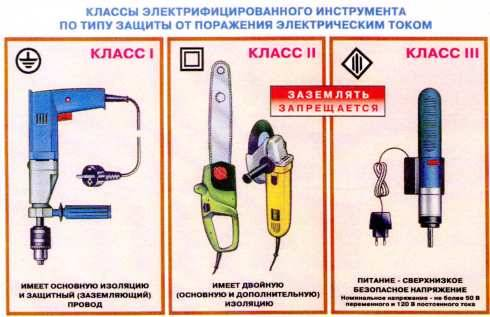 КЛАССЫ ЭЛЕКТРИФИЦИРОВАННОГО ИНСТРУМЕНТА
ПО ТИПУ ЗАЩИТЫ ОТ ПОРАЖЕНИЯ ЭЛЕКТРИЧЕСКИМ ТОКОМ
КЛАСС I
ИМЕЕТ ОСНОВНУЮ ИЗОЛЯЦИЮ
И ЗАЩИТНЫЙ (ЗАЗЕМЛЯЮЩИЙ)
ПРОВОД
КЛАСС II
ЗАЗЕМЛЯТЬ
ЗАПРЕЩАЕТСЯ
ИМЕЕТ ДВОЙНУЮ
(ОСНОВНУЮ И ДОПОЛНИТЕЛЬНУЮ)
ИЗОЛЯЦИЮ
КЛАСС III
ПИТАНИЕ - СВЕРХНИЗКОЕ
БЕЗОПАСНОЕ НАПРЯЖЕНИЕ
Номинальное напряжение - не более 50 В
переменного и 120 В постоянного тока